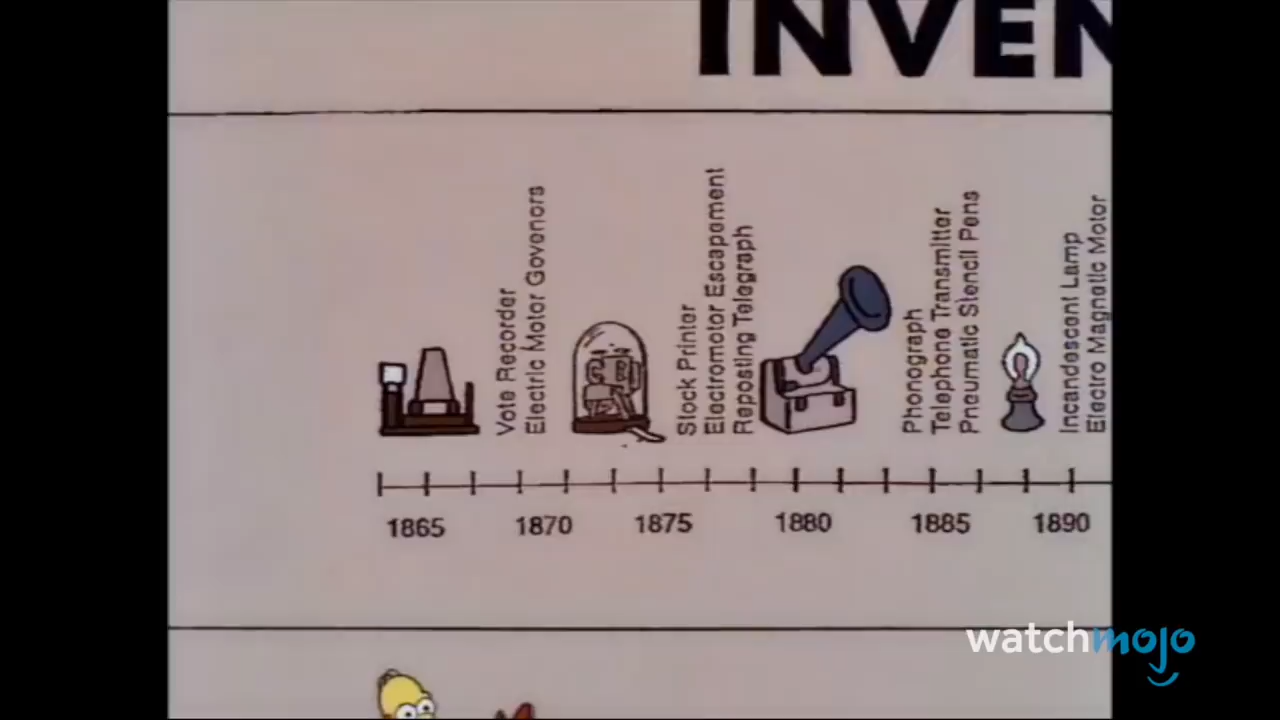 INVEN
Vote Recorder
Electric Motor Govenors
Stock Printer
Electromotor Escapement
Reposting Telegraph
Phonograph
Telephone Transmitter
Pneumatic Stencil Pens
Incandescent Lamp
Electro Magnetic Motor
1865 1870 1875 1880 1885 1890
watchmojo